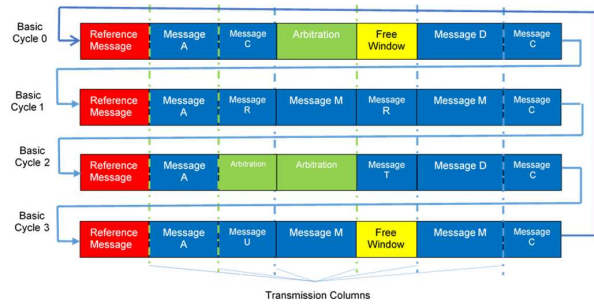 Basic
Cycle 0
Reference
Message
Message
A
Message
C
Arbitration
Free
Window
Message D
Message
C
Basic
Cycle 1
Reference
Message
Message
A
Message
R
Message M
Message
R
Message M
Message
C
Basic
Cycle 2
Reference
Message
Message
A
Arbitration
Arbitration
Message
T
Message D
Message
C
Basic
Cycle 3
Reference
Message
Message
A
Message
U
Message M
Free
Window
Message M
Message
C
Transmission Columns